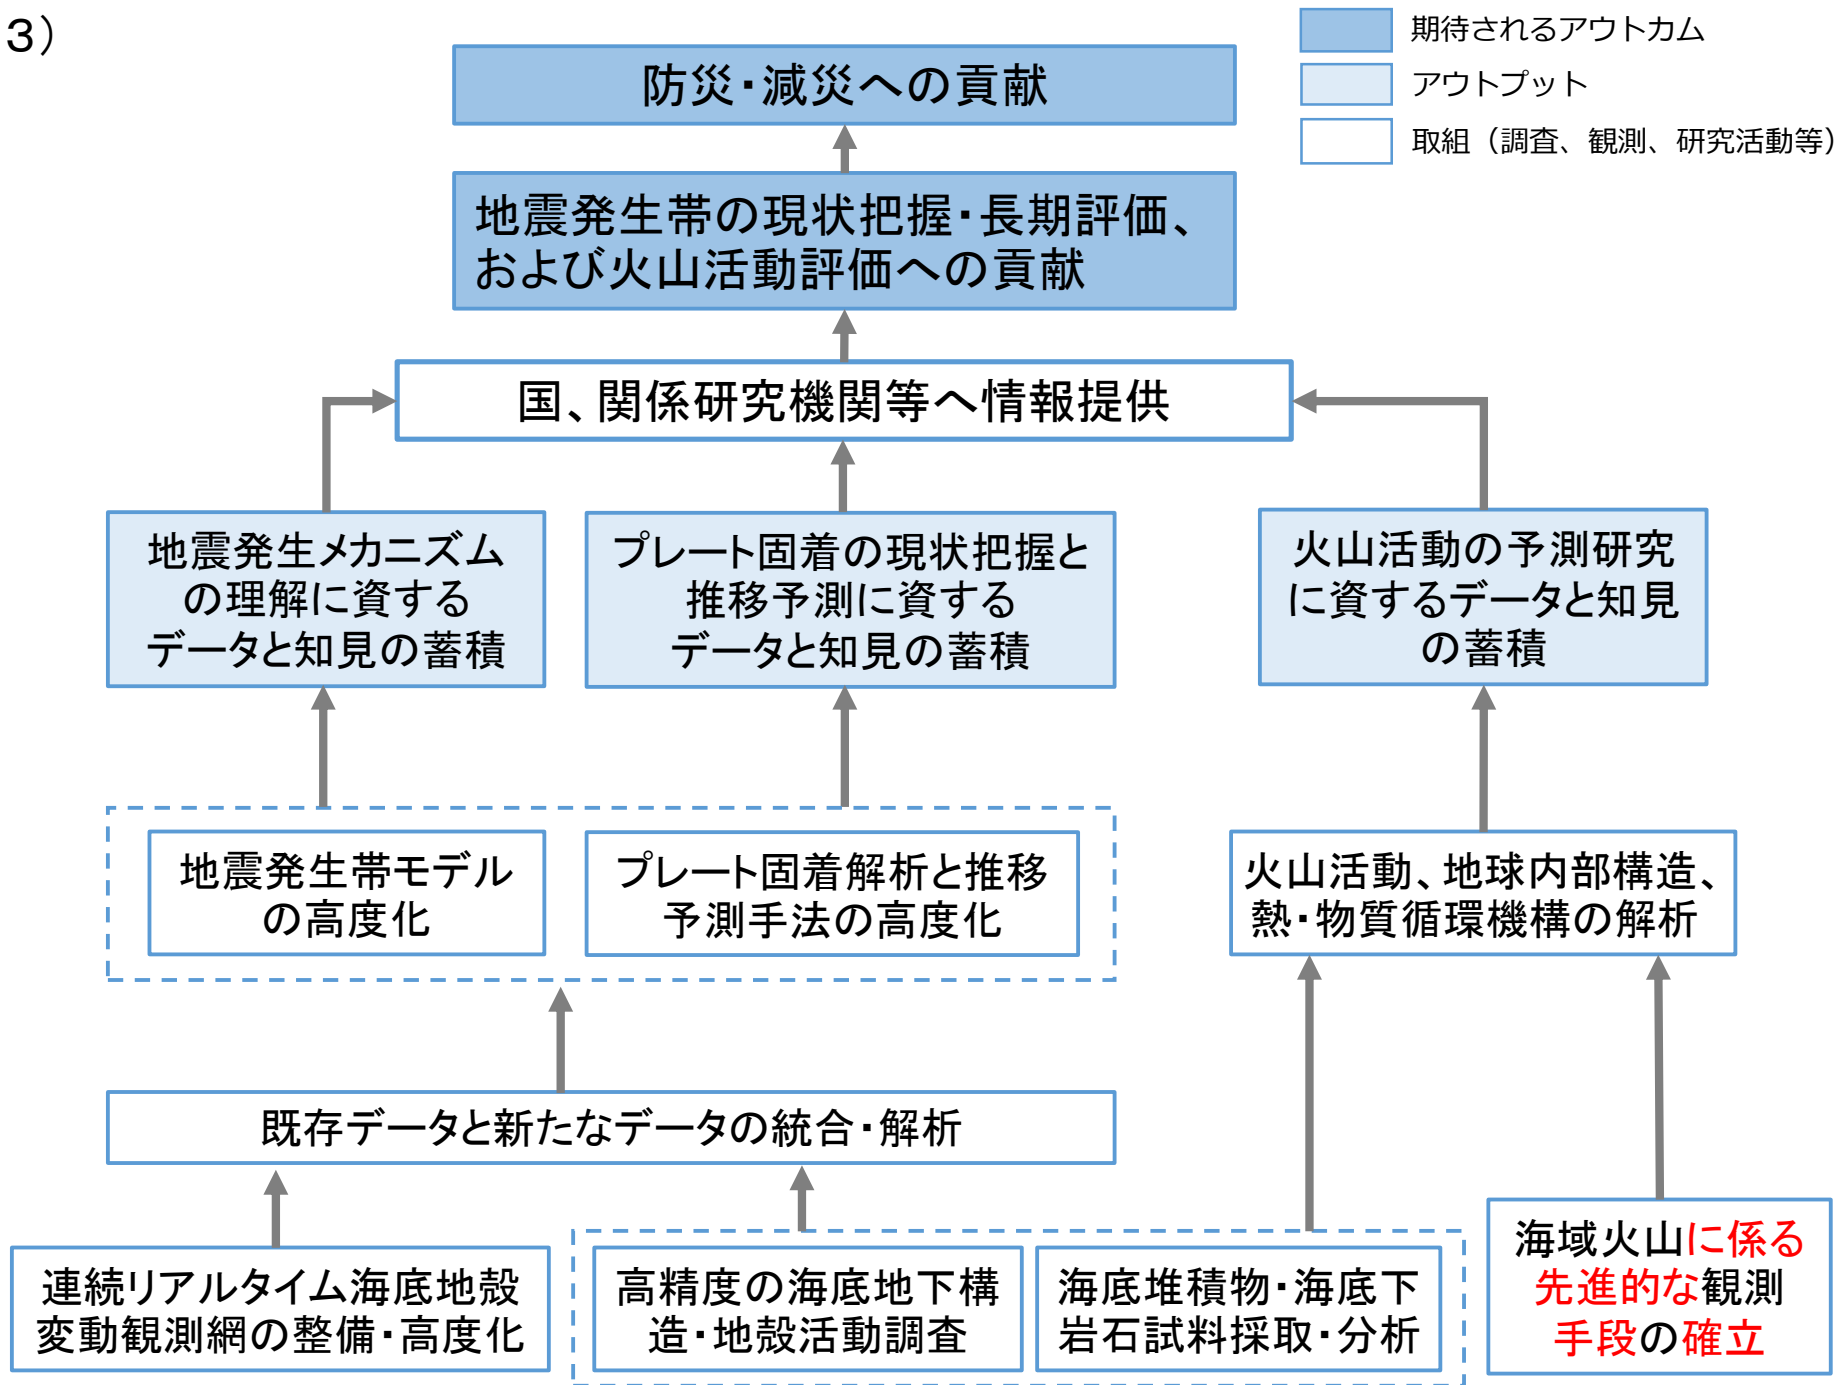 ３）
期待されるアウトカム
アウトプット
取組（調査、観測、研究活動等）
防災・減災への貢献
地震発生帯の現状把握・長期評価、
および火山活動評価への貢献
国、関係研究機関等へ情報提供
地震発生メカニズム
の理解に資する
データと知見の蓄積
プレート固着の現状把握と
推移予測に資する
データと知見の蓄積
火山活動の予測研究
に資するデータと知見
の蓄積
地震発生帯モデル
の高度化
プレート固着解析と推移
予測手法の高度化
火山活動、地球内部構造、
熱・物質循環機構の解析
既存データと新たなデータの統合・解析
連続リアルタイム海底地殻
変動観測網の整備・高度化
高精度の海底地下構
造・地殻活動調査
海底堆積物・海底下
岩石試料採取・分析
海域火山に係る
先進的な観測
手段の確立